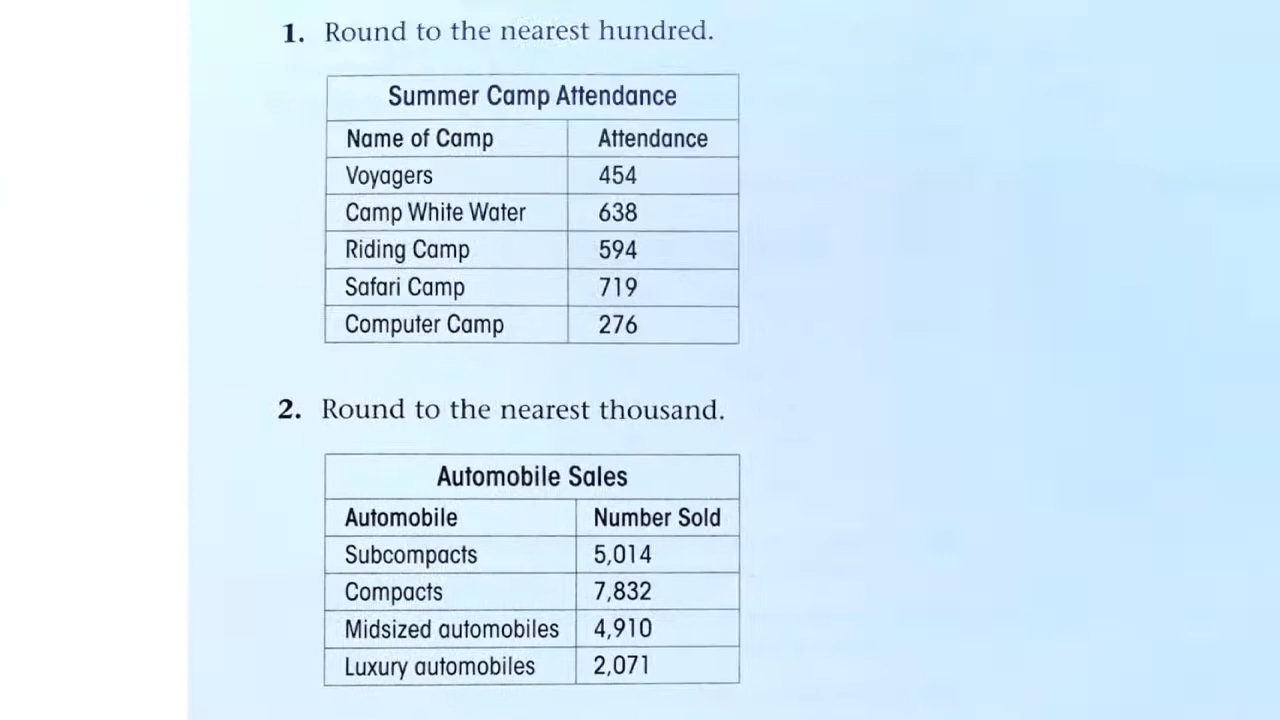 1. Round to the nearest hundred.
Summer Camp Attendance
Name of Camp Attendance
Voyagers 454
Camp White Water 638
Riding Camp 594
Safari Camp 719
Computer Camp 276
2. Round to the nearest thousand.
Automobile Sales
Automobile Number Sold
Subcompacts 5,014
Compacts 7,832
Midsized automobiles 4,910
Luxury automobiles 2,071